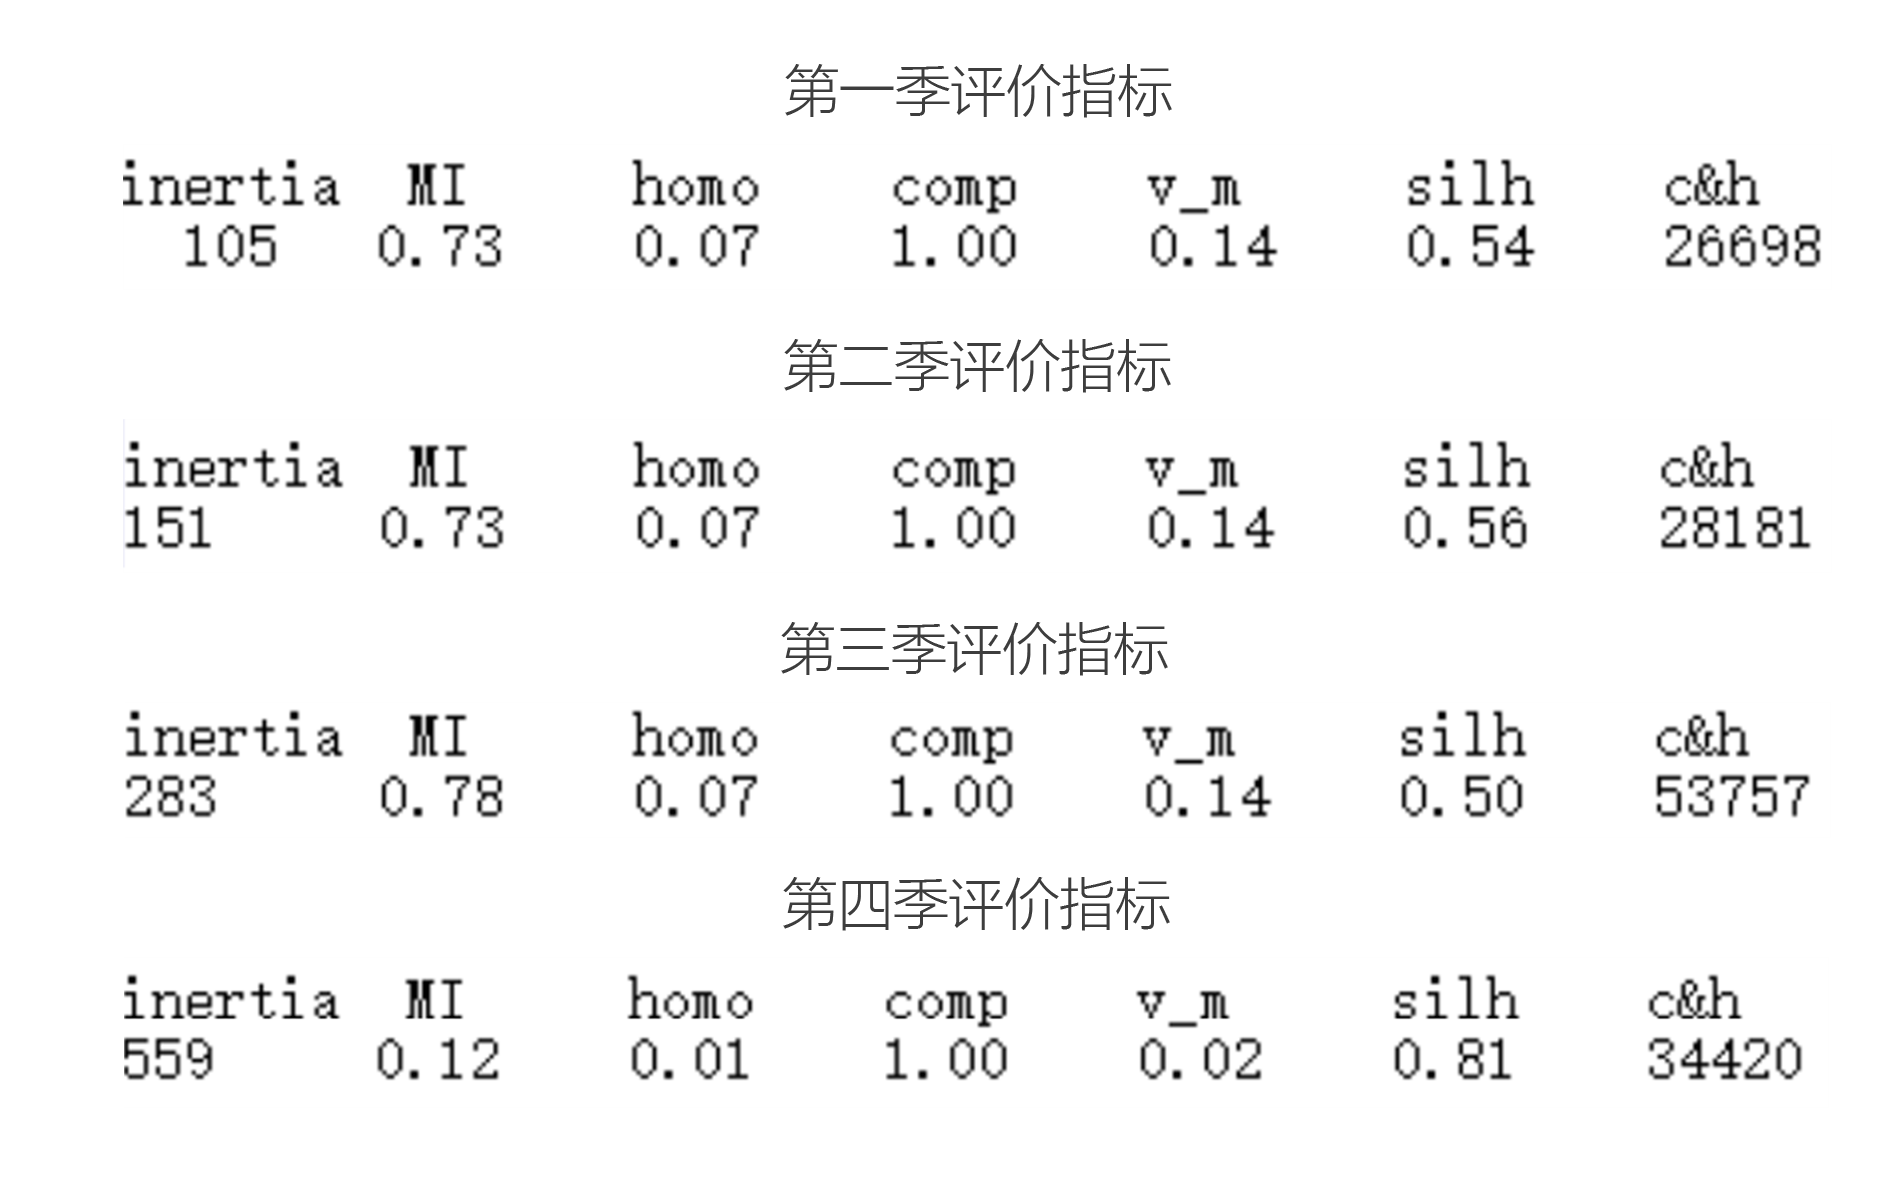 第一季评价指标
inertia MI homo comp v_m silh c&h
105 0.73 0.07 1.00 0.14 0.54 26698
第二季评价指标
inertia MI homo comp v_m silh c&h
151 0.73 0.07 1.00 0.14 0.56 28181
第三季评价指标
inertia MI homo comp v_m silh c&h
283 0.78 0.07 1.00 0.14 0.50 53757
第四季评价指标
inertia MI homo comp v_m silh c&h
559 0.12 0.01 1.00 0.02 0.81 34420